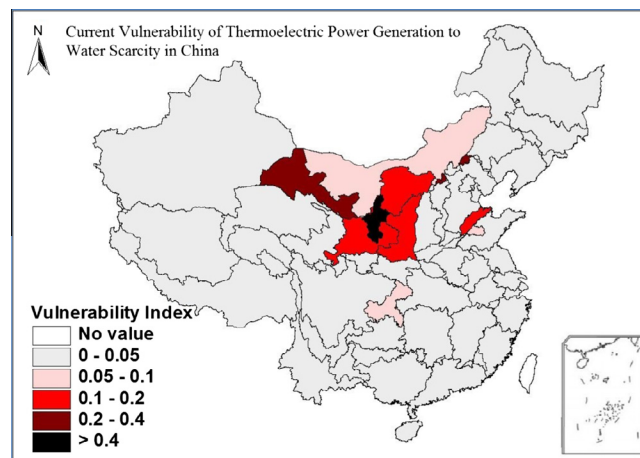 N
Current Vulnerability of Thermoelectric Power Generation to
Water Scarcity in China
Vulnerability Index
No value
0 - 0.05
0.05 - 0.1
0.1 - 0.2
0.2 - 0.4
> 0.4